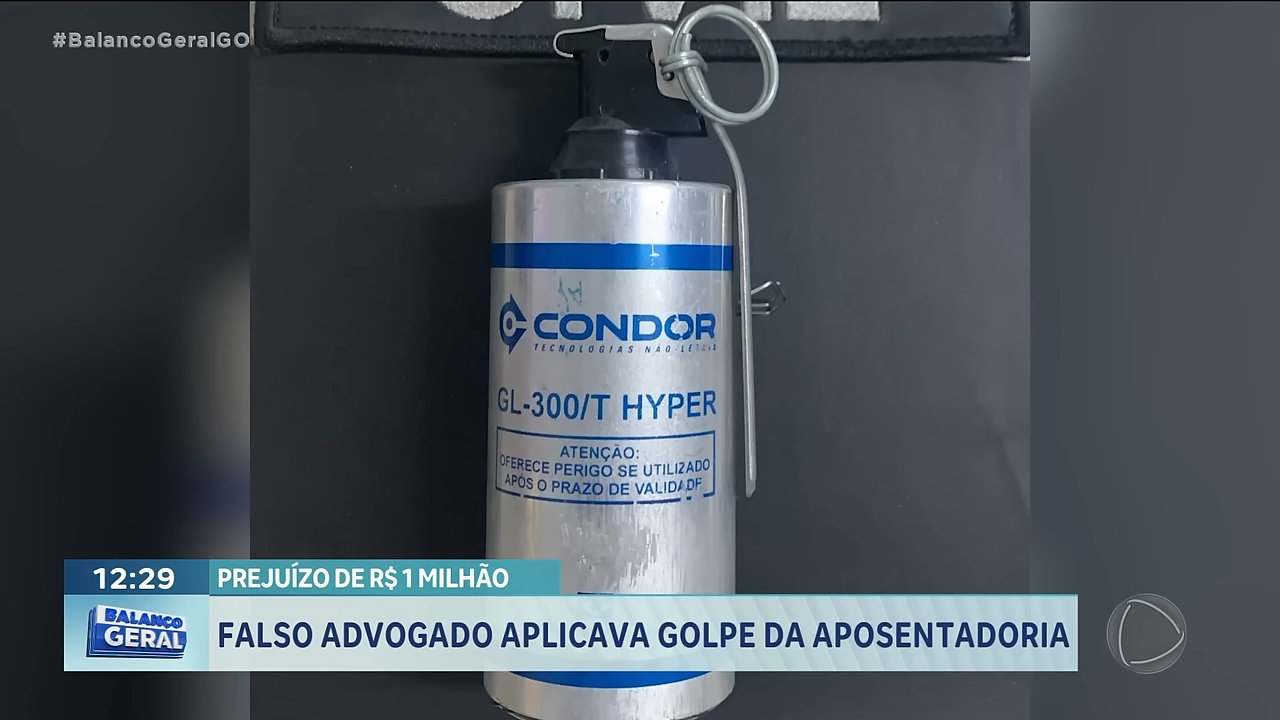 #BalancoGeralGO
CONDOR
TECNOLOGIAS NÃO-LETAIS
GL-300/T HYPER
ATENÇÃO:
OFERECE PERIGO SE UTILIZADO
APÓS O PRAZO DE VALIDADE
12:29
PREJUÍZO DE R$ 1 MILHÃO
BALANÇO
GERAL
FALSO ADVOGADO APLICAVA GOLPE DA APOSENTADORIA